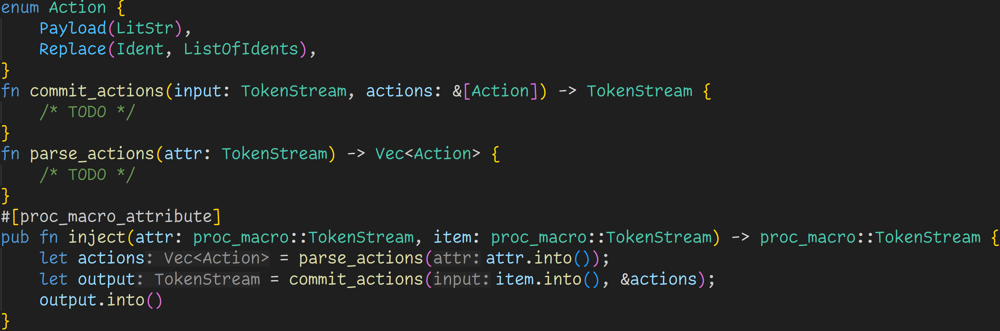 enum Action {
    Payload(LitStr),
    Replace(Ident, ListOfIdents),
}
fn commit_actions(input: TokenStream, actions: &[Action]) -> TokenStream {
    /* TODO */
}
fn parse_actions(attr: TokenStream) -> Vec<Action> {
    /* TODO */
}
#[proc_macro_attribute]
pub fn inject(attr: proc_macro::TokenStream, item: proc_macro::TokenStream) -> proc_macro::TokenStream {
    let actions: Vec<Action> = parse_actions(attr: attr.into());
    let output: TokenStream = commit_actions(input: item.into(), &actions);
    output.into()
}